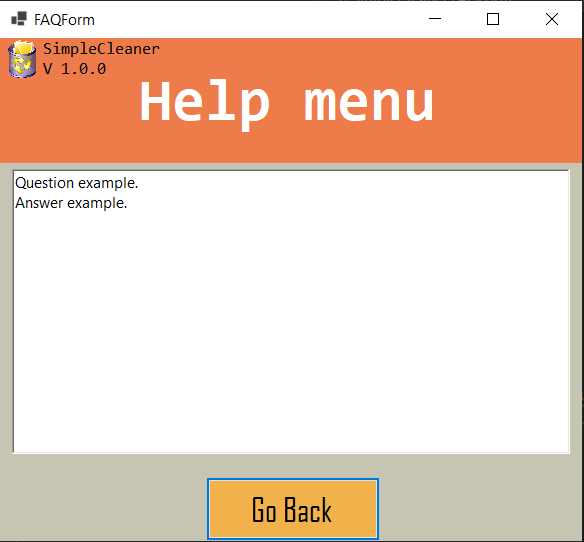 FAQForm
SimpleCleaner
V 1.0.0
Help menu
Question example.
Answer example.
Go Back